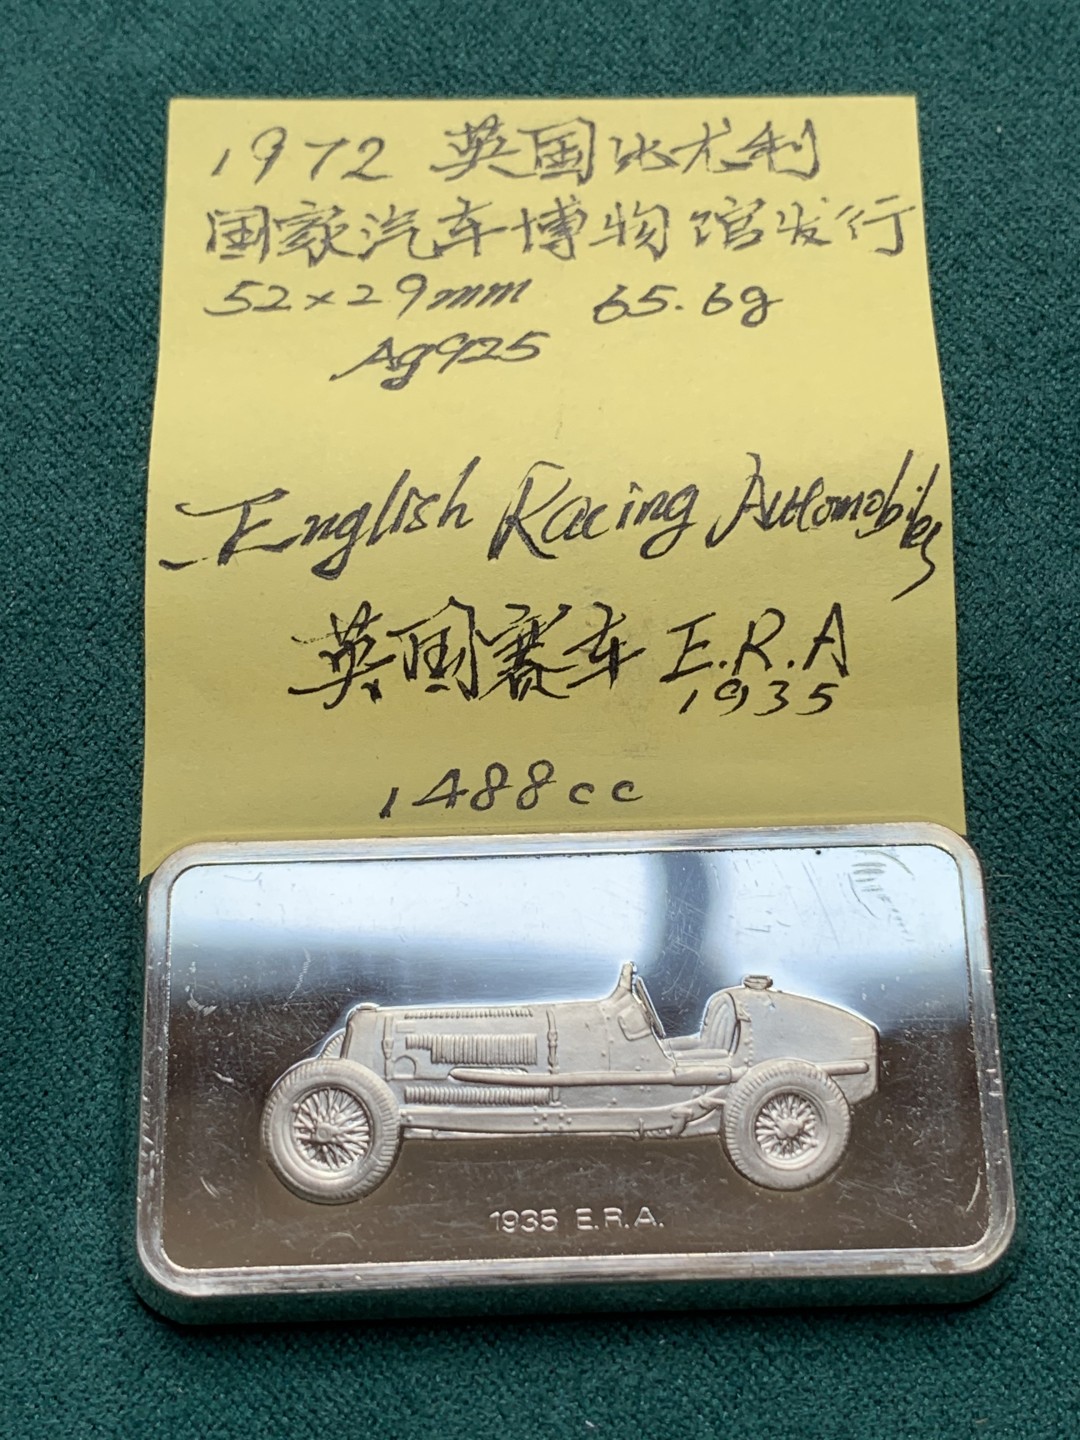 1972 英国比尤利
国家汽车博物馆发行
52×29mm 65.6g
Ag925
English Racing Automobiles
英国赛车 E.R.A
1935
1488cc
1935 E.R.A.